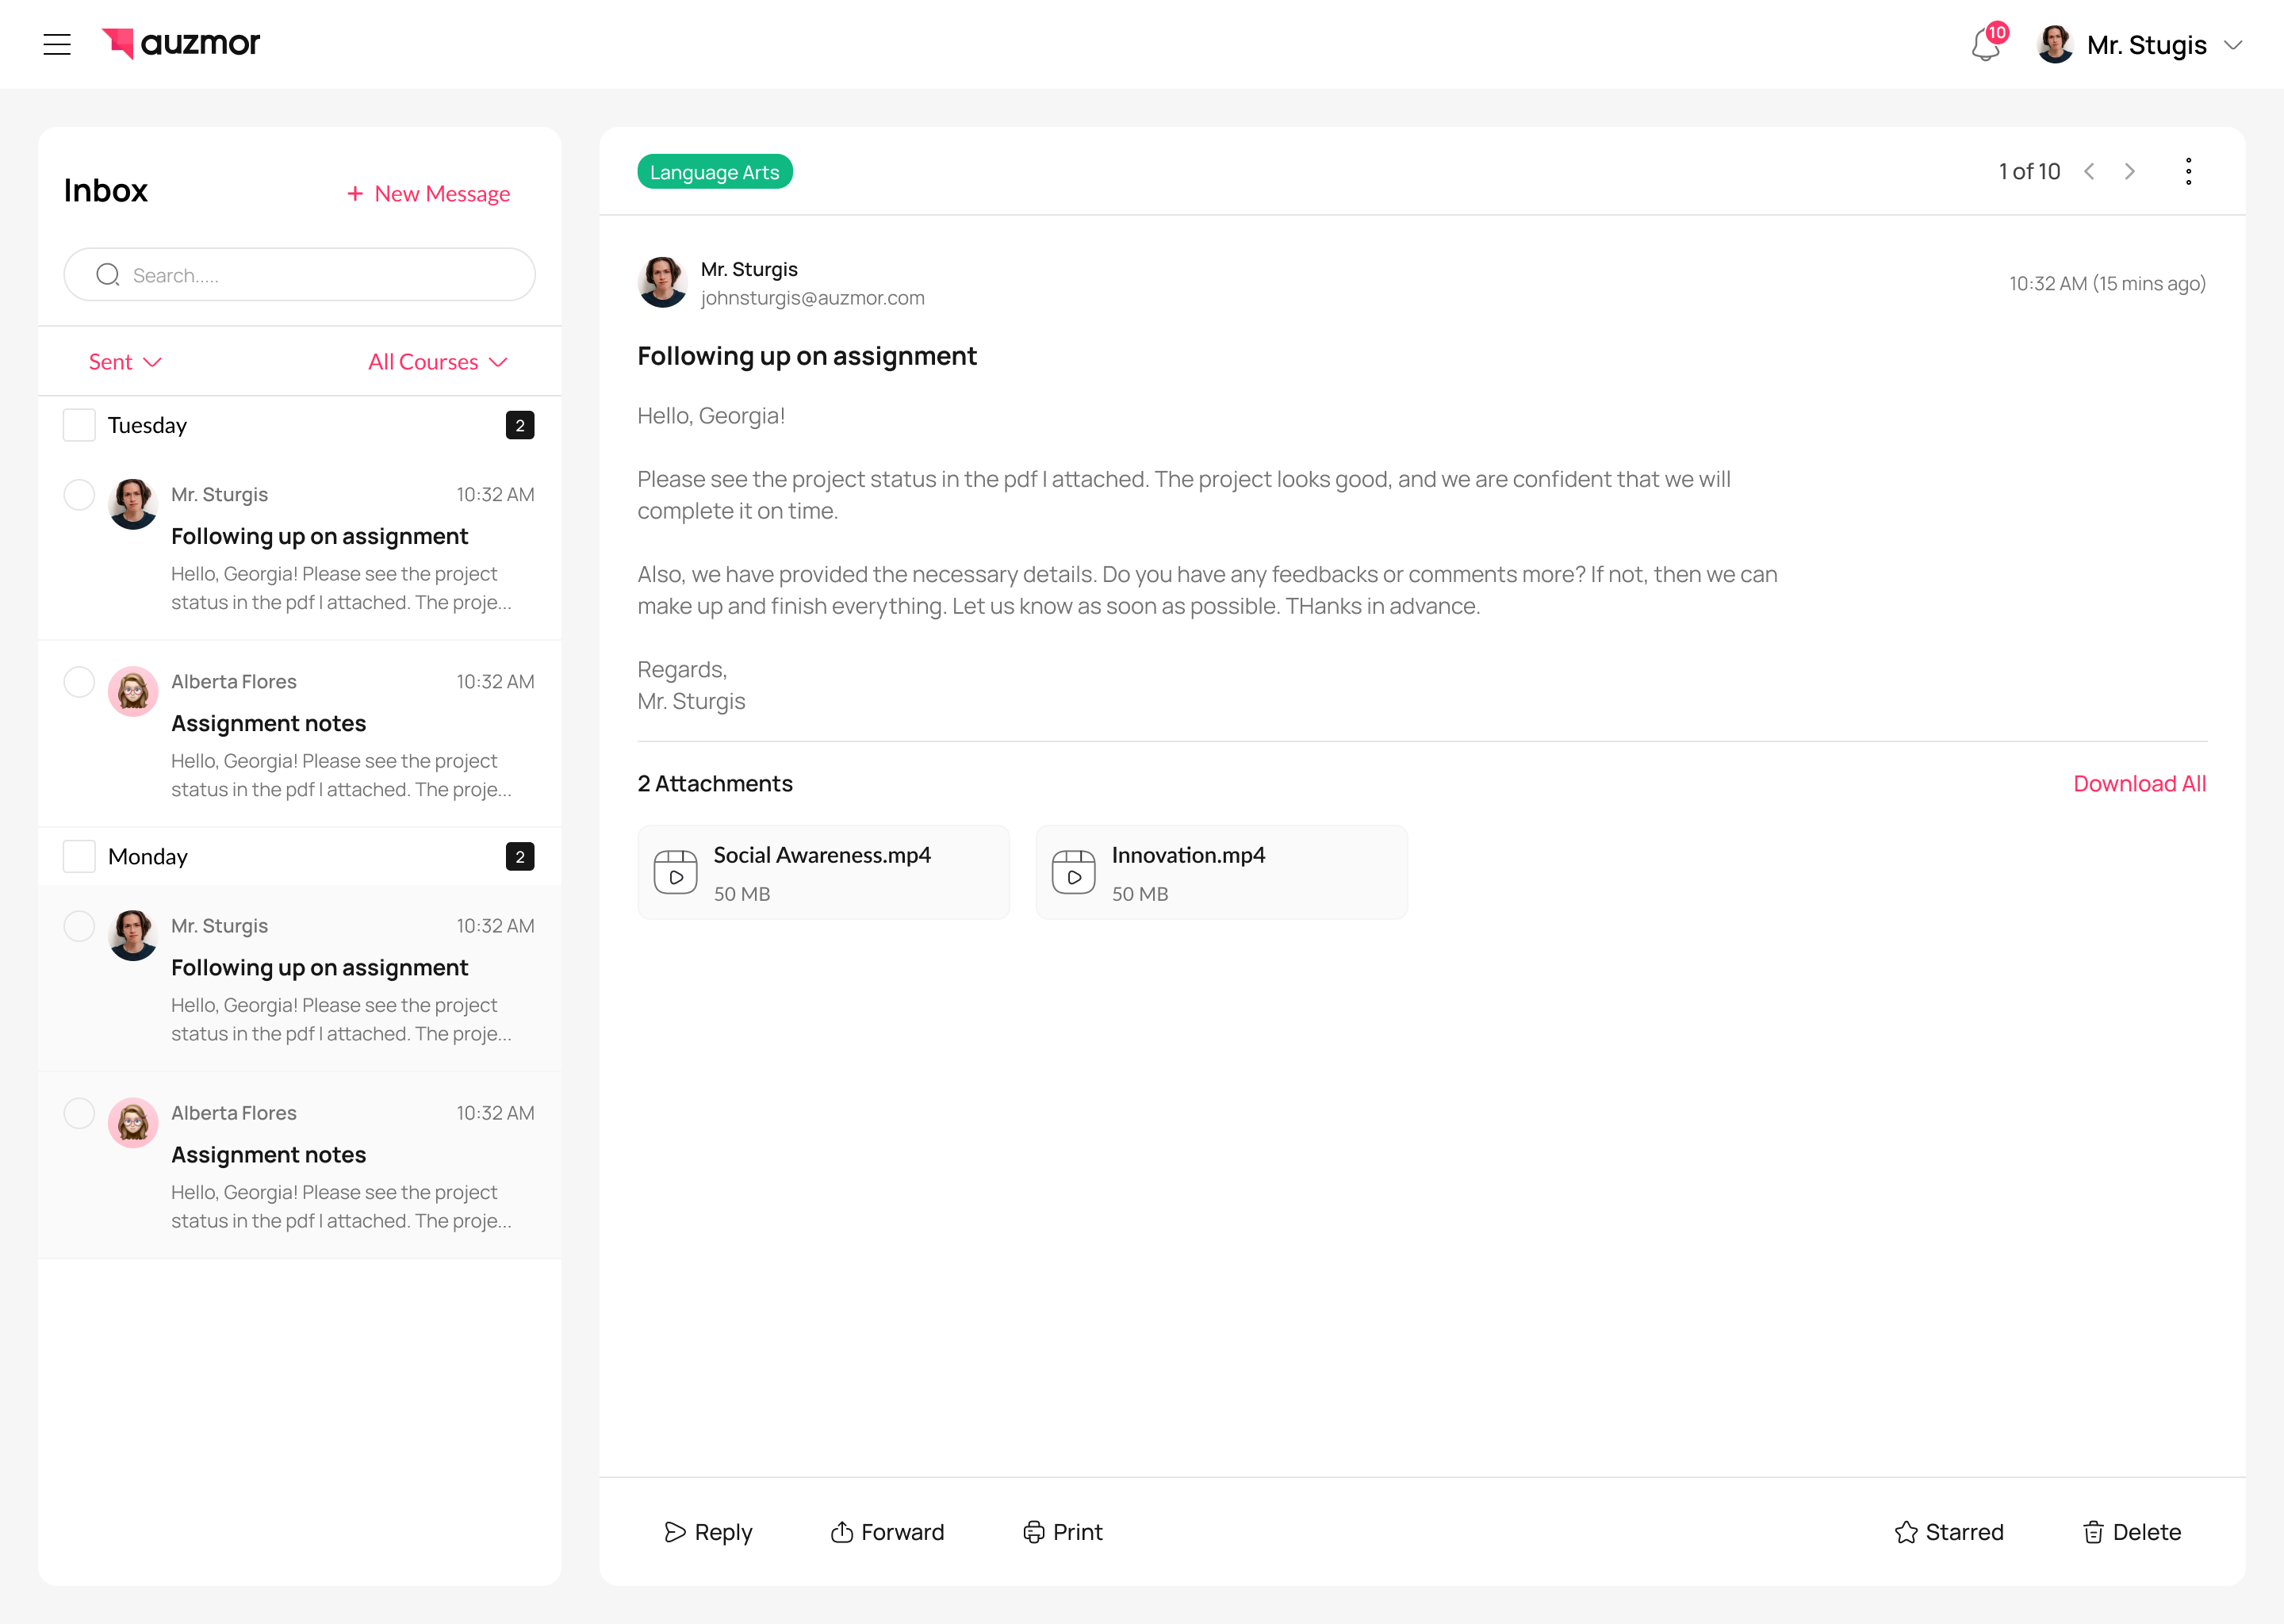 auzmor
10
Mr. Stugis
Inbox
+ New Message
Search.....
Sent
All Courses
Tuesday
2
Mr. Sturgis
10:32 AM
Following up on assignment
Hello, Georgia! Please see the project
status in the pdf I attached. The proje...
Alberta Flores
10:32 AM
Assignment notes
Hello, Georgia! Please see the project
status in the pdf I attached. The proje...
Monday
2
Mr. Sturgis
10:32 AM
Following up on assignment
Hello, Georgia! Please see the project
status in the pdf I attached. The proje...
Alberta Flores
10:32 AM
Assignment notes
Hello, Georgia! Please see the project
status in the pdf I attached. The proje...
Language Arts
1 of 10
Mr. Sturgis
johnsturgis@auzmor.com
10:32 AM (15 mins ago)
Following up on assignment
Hello, Georgia!
Please see the project status in the pdf I attached. The project looks good, and we are confident that we will
complete it on time.
Also, we have provided the necessary details. Do you have any feedbacks or comments more? If not, then we can
make up and finish everything. Let us know as soon as possible. THanks in advance.
Regards,
Mr. Sturgis
2 Attachments
Download All
Social Awareness.mp4
50 MB
Innovation.mp4
50 MB
Reply
Forward
Print
Starred
Delete